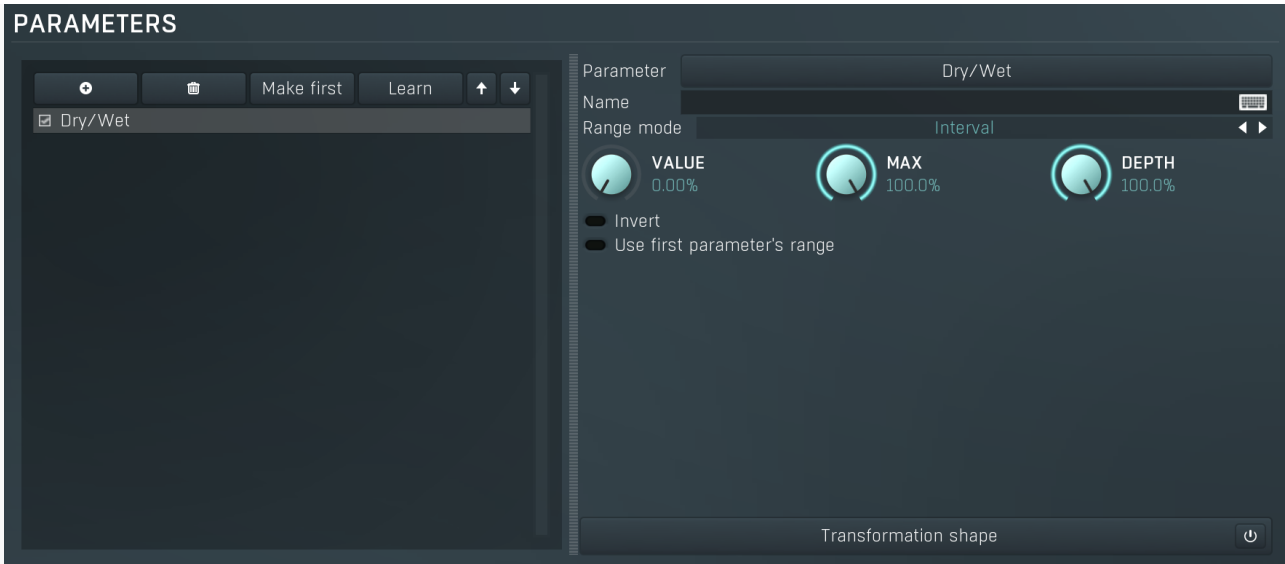 PARAMETERS
Make first
Learn
Dry/Wet
Parameter
Dry/Wet
Name
Range mode
Interval
VALUE
0.00%
MAX
100.0%
DEPTH
100.0%
Invert
Use first parameter's range
Transformation shape